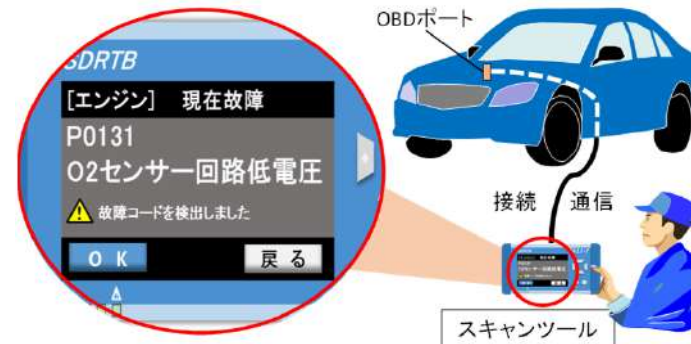 SDRTB
[エンジン] 現在故障
P0131
O2センサー回路低電圧
故障コードを検出しました
OK
戻る
OBDポート
接続
通信
スキャンツール